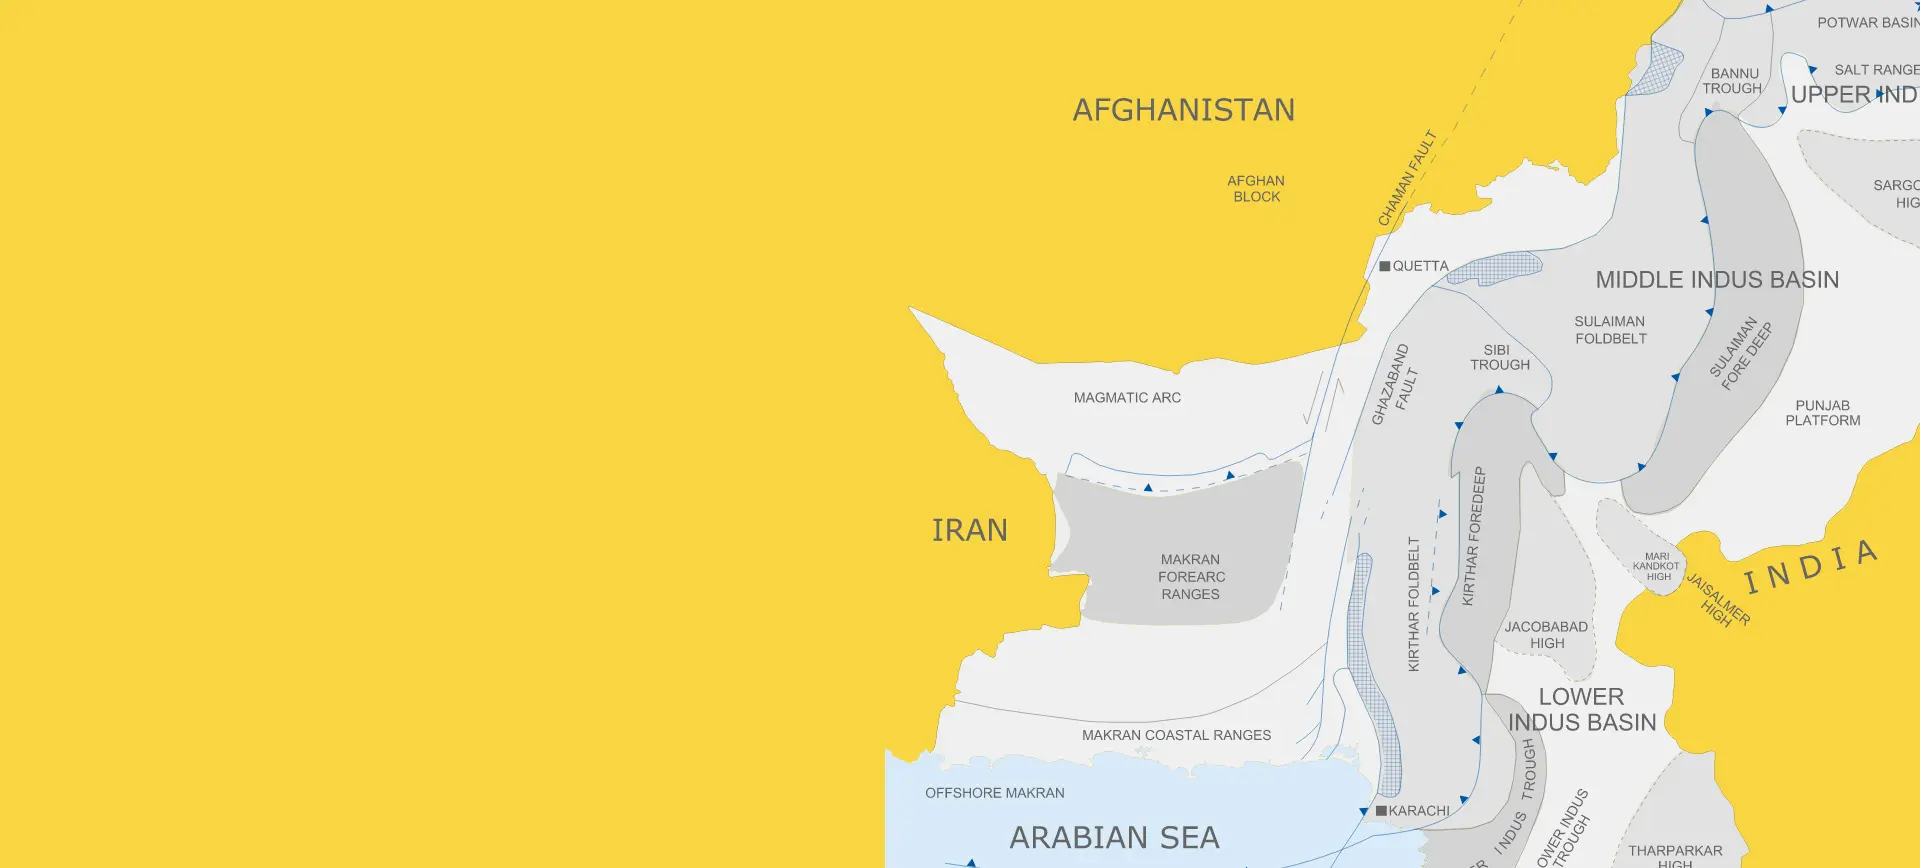 POTWAR BASIN
BANNU
TROUGH
SALT RANGE
UPPER IND
AFGHANISTAN
CHAMAN FAULT
AFGHAN
BLOCK
SARGO
HIG
QUETTA
MIDDLE INDUS BASIN
SULAIMAN
FOLDBELT
SULAIMAN
FORE DEEP
SIBI
TROUGH
GHAZABAND
FAULT
MAGMATIC ARC
PUNJAB
PLATFORM
IRAN
MAKRAN
FOREARC
RANGES
KIRTHAR FOLDBELT
KIRTHAR FOREDEEP
MARI
KANDKOT
HIGH
JAISALMER
HIGH
INDIA
JACOBABAD
HIGH
LOWER
INDUS BASIN
MAKRAN COASTAL RANGES
OFFSHORE MAKRAN
ARABIAN SEA
KARACHI
ER INDUS TROUGH
OWER INDUS
TROUGH
THARPARKAR
HIGH